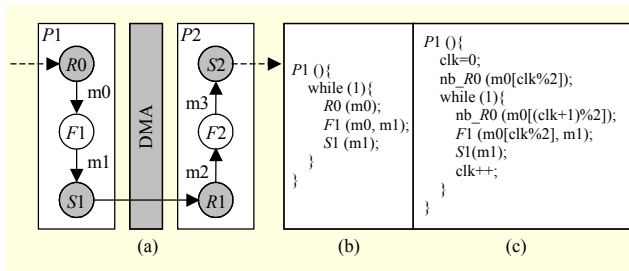 P1
P2
R0
m0
F1
m1
S1
DMA
S2
m3
F2
m2
R1
(a)
P1 (){
while (1){
R0 (m0);
F1 (m0, m1);
S1 (m1);
}
}
(b)
P1 (){
clk=0;
nb_R0 (m0[clk%2]);
while (1){
nb_R0 (m0[(clk+1)%2]);
F1 (m0[clk%2], m1);
S1(m1);
clk++;
}
}
(c)